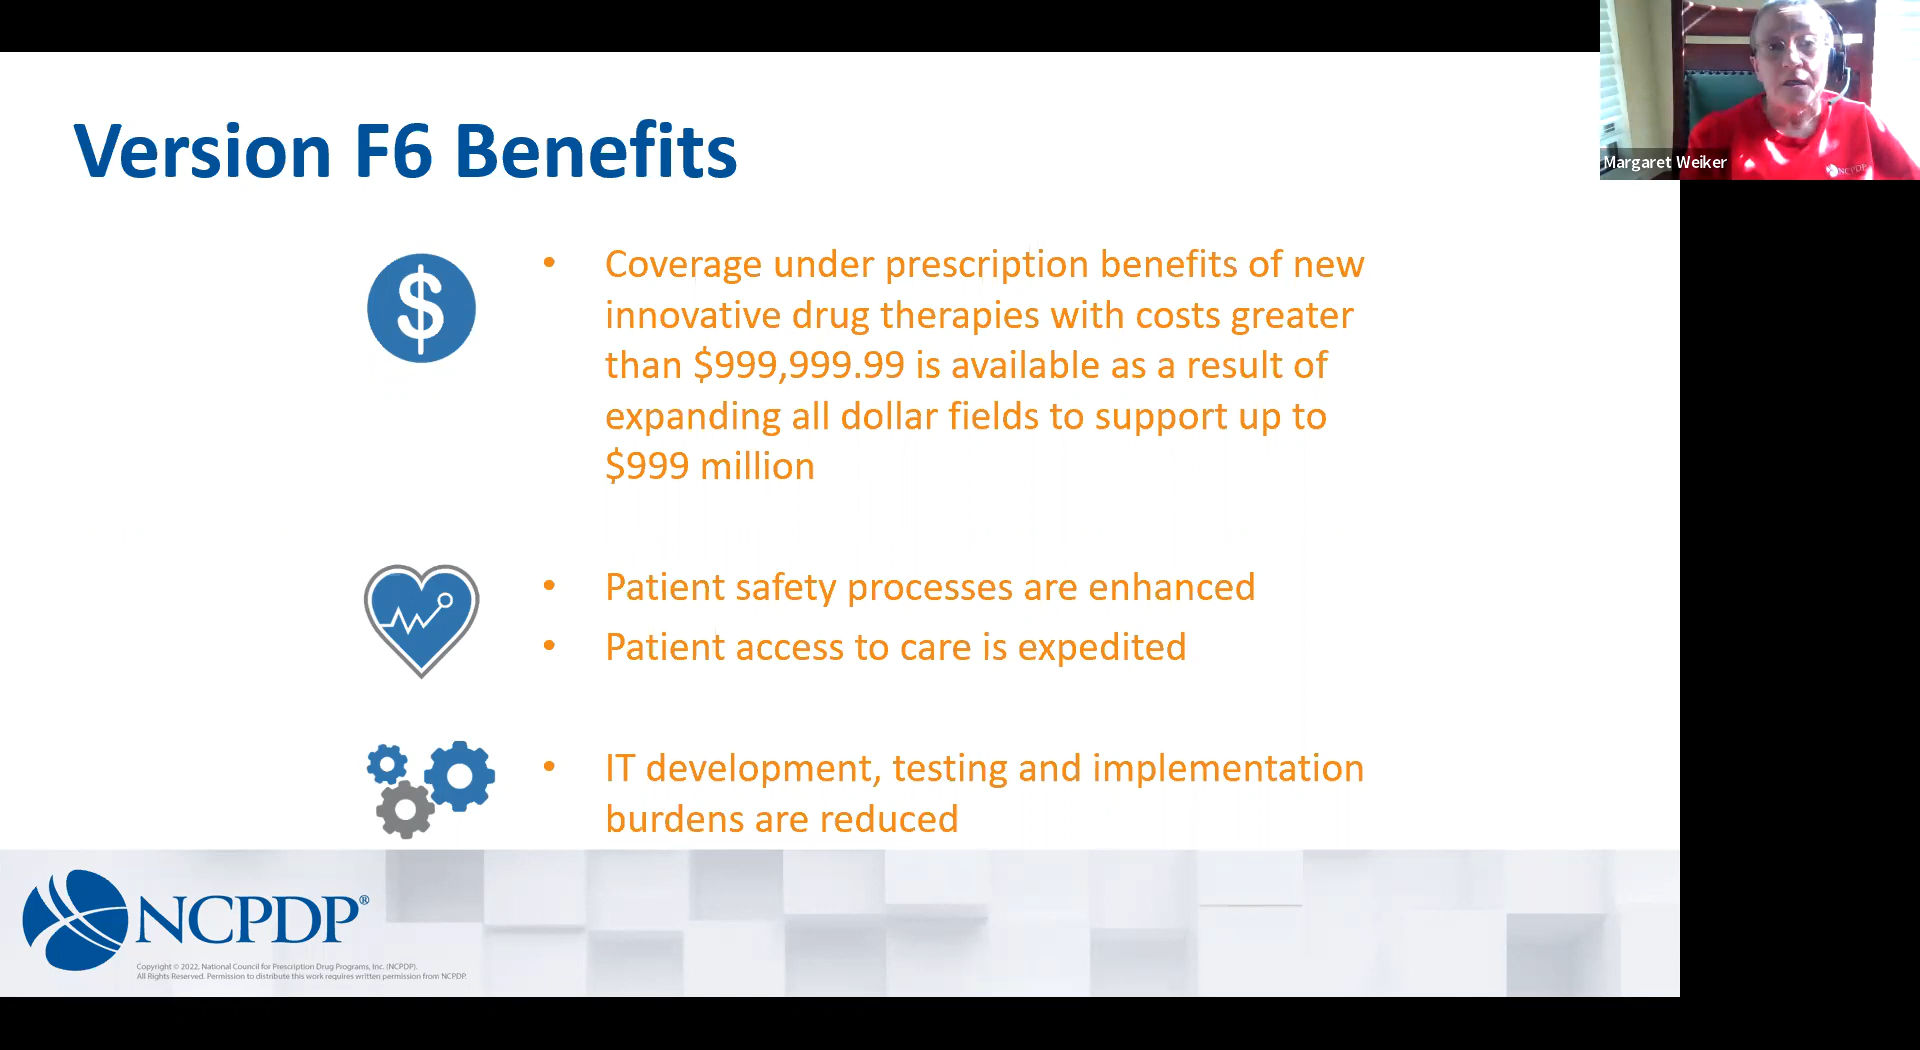 Version F6 Benefits
Margaret Weiker
NCPDP
$
• Coverage under prescription benefits of new
innovative drug therapies with costs greater
than $999,999.99 is available as a result of
expanding all dollar fields to support up to
$999 million
• Patient safety processes are enhanced
• Patient access to care is expedited
• IT development, testing and implementation
burdens are reduced
NCPDP®
Copyright © 2022, National Council for Prescription Drug Programs, Inc. (NCPDP).
All Rights Reserved. Permission to distribute this work requires written permission from NCPDP.